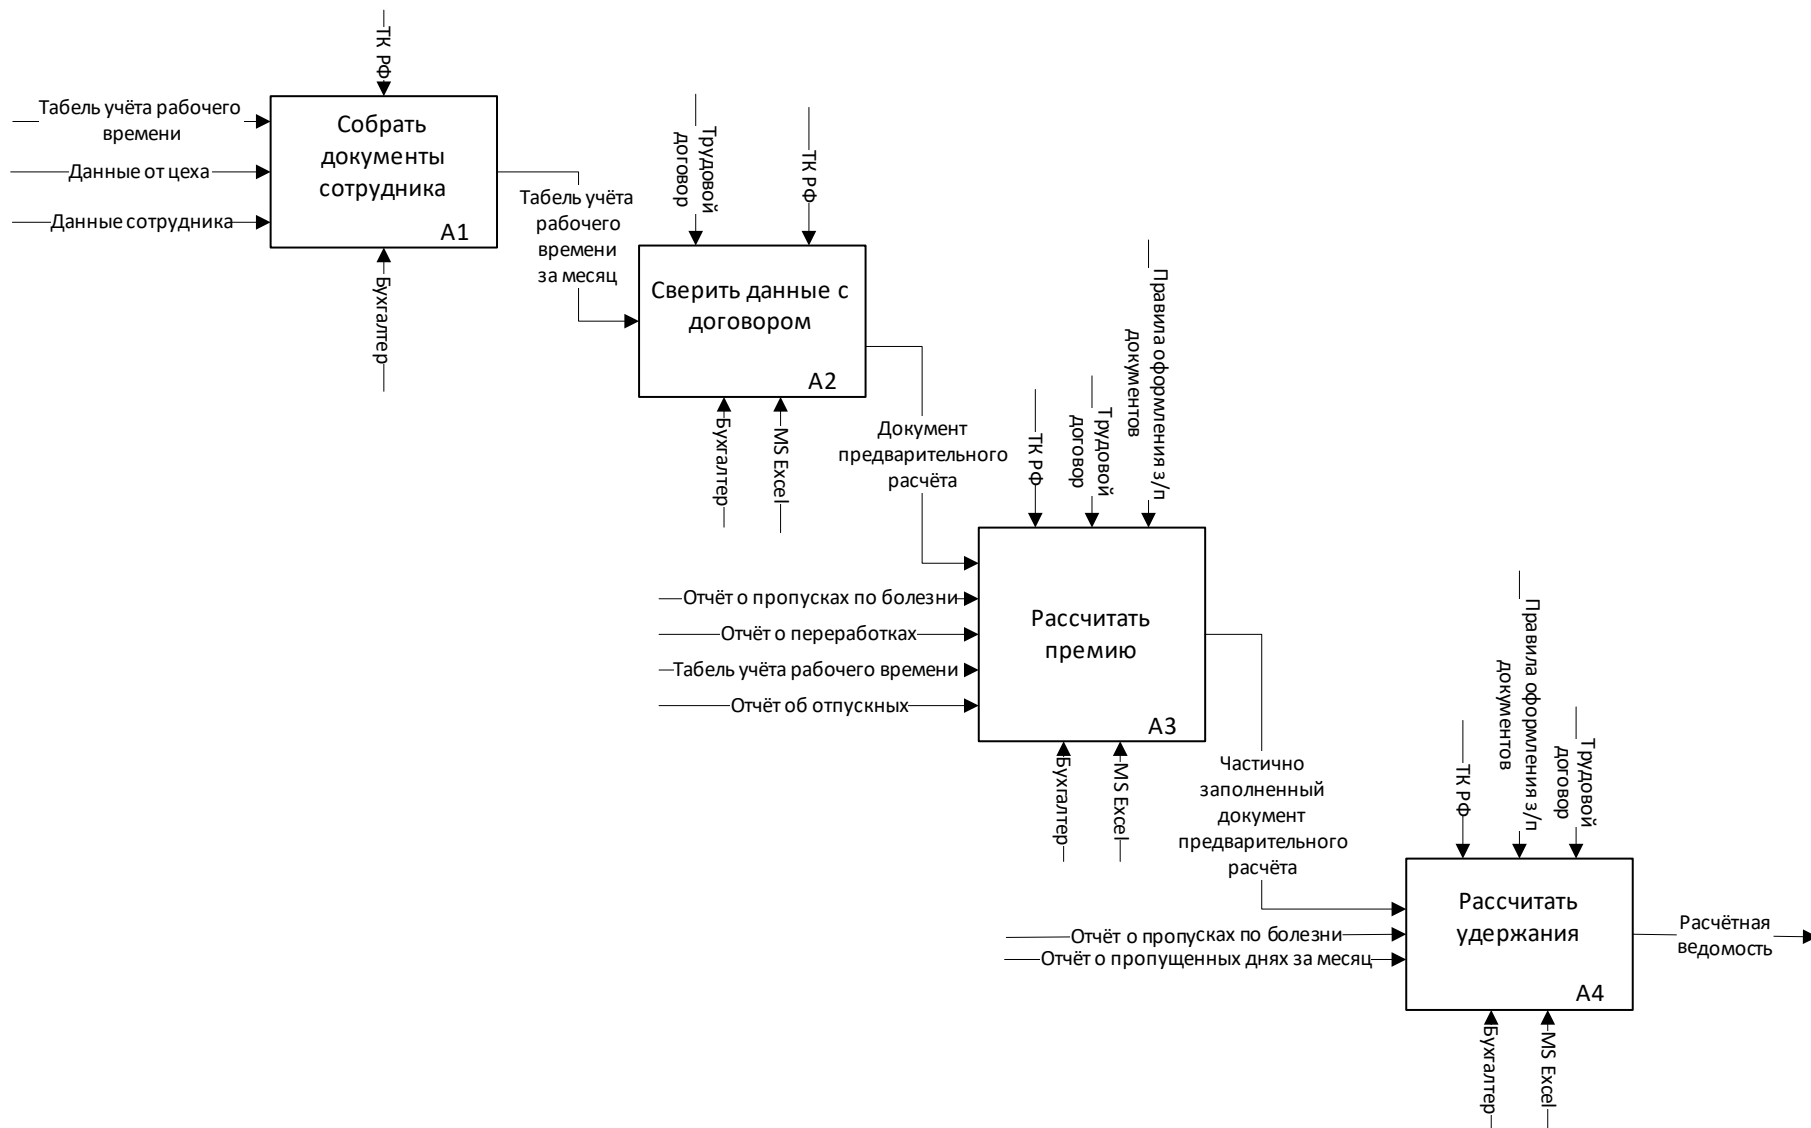 ТК РФ
Табель учёта рабочего
времени
Данные от цеха
Данные сотрудника
Собрать
документы
сотрудника
A1
Бухгалтер
Табель учёта
рабочего
времени
за месяц
Трудовой
договор
ТК РФ
Сверить данные с
договором
A2
Бухгалтер
MS Excel
Документ
предварительного
расчёта
ТК РФ
Трудовой
договор
Правила оформления з/п
документов
Отчёт о пропусках по болезни
Отчёт о переработках
Табель учёта рабочего времени
Отчёт об отпускных
Рассчитать
премию
A3
Бухгалтер
MS Excel
Частично
заполненный
документ
предварительного
расчёта
ТК РФ
Правила оформления з/п
документов
Трудовой
договор
Отчёт о пропусках по болезни
Отчёт о пропущенных днях за месяц
Рассчитать
удержания
A4
Бухгалтер
MS Excel
Расчётная
ведомость